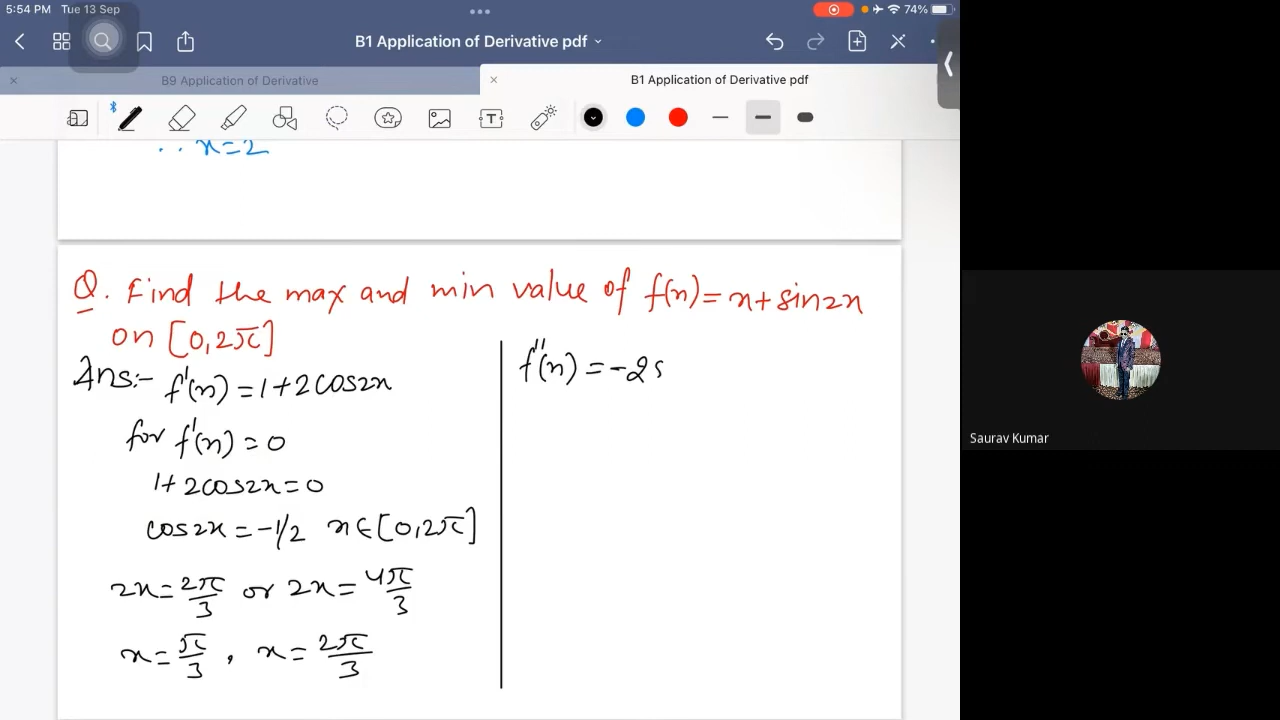 5:54 PM Tue 13 Sep
74%
B1 Application of Derivative pdf
B9 Application of Derivative
B1 Application of Derivative pdf
T
∴ x=2
Q. Find the max and min value of f(x)= x+sin2x
on [0,2π]
Ans:- f'(x)=1+2cos2x
for f'(x)=0
1+2cos2x=0
cos2x=-1/2 x∈[0,2π]
2x=2π/3 or 2x=4π/3
x=π/3, x=2π/3
f''(x)=-2s
Saurav Kumar